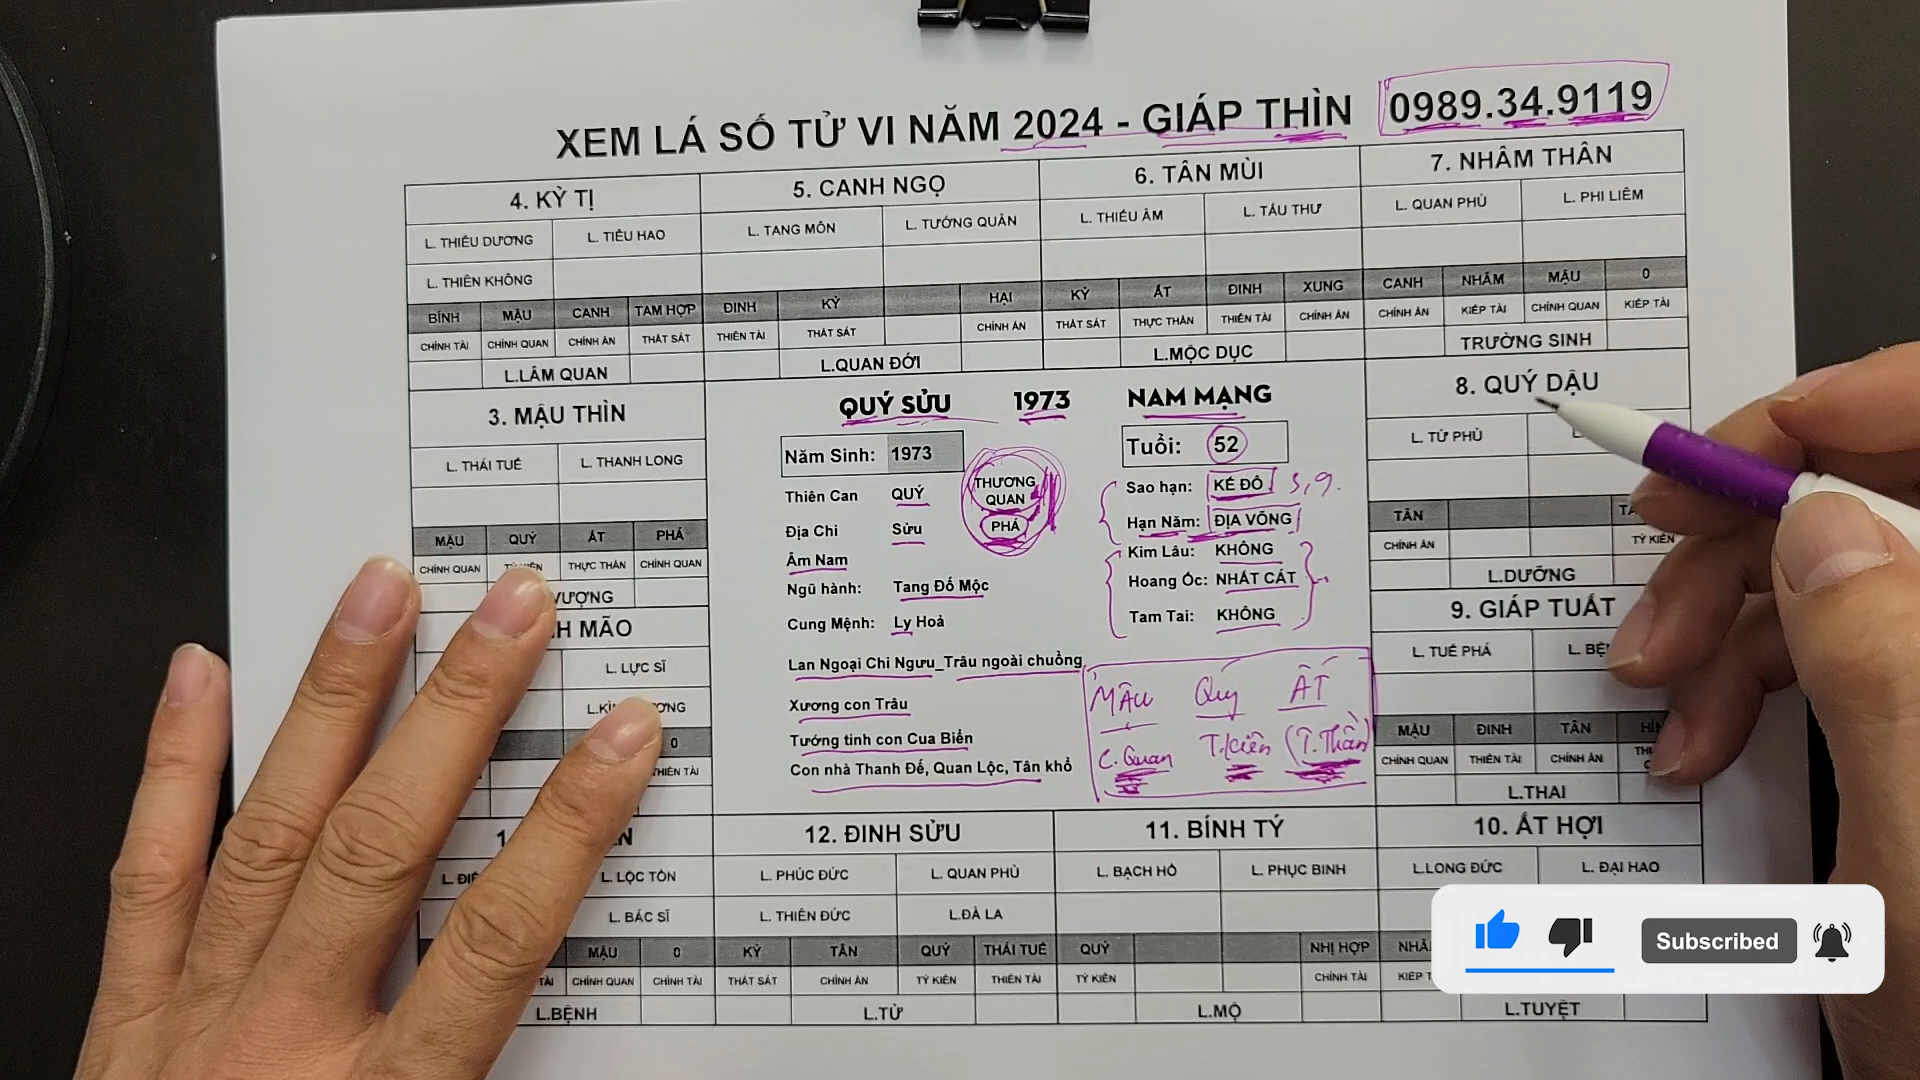 XEM LÁ SỐ TỬ VI NĂM 2024 - GIÁP THÌN 0989.34.9119
4. KỶ TỊ
L. THIẾU DƯƠNG L. TIỂU HAO
L. THIÊN KHÔNG
BÍNH MẬU CANH TAM HỢP
CHÍNH TÀI CHÍNH QUAN CHÍNH ẤN THẤT SÁT
L.LÂM QUAN
5. CANH NGỌ
L. TANG MÔN L. TƯỚNG QUÂN
ĐINH KỶ HẠI
THIÊN TÀI THẤT SÁT CHÍNH ẤN
L.QUAN ĐỚI
6. TÂN MÙI
L. THIẾU ÂM L. TẤU THƯ
KỶ ẤT ĐINH XUNG
THẤT SÁT THỰC THẦN THIÊN TÀI CHÍNH ẤN
L.MỘC DỤC
7. NHÂM THÂN
L. QUAN PHÙ L. PHI LIÊM
CANH NHÂM MẬU 0
CHÍNH ẤN KIẾP TÀI CHÍNH QUAN KIẾP TÀI
TRƯỜNG SINH
3. MẬU THÌN
L. THÁI TUẾ L. THANH LONG
MẬU QUÝ ẤT PHÁ
CHÍNH QUAN THỰC THẦN CHÍNH QUAN
VƯỢNG
QUÝ SỬU 1973 NAM MẠNG
Năm Sinh: 1973
Tuổi: 52
Thiên Can QUÝ
Địa Chi Sửu
Âm Nam
Ngũ hành: Tang Đố Mộc
Cung Mệnh: Ly Hoả
THƯƠNG QUAN
PHÁ
Sao hạn: KẾ ĐÔ 3,9.
Hạn Năm: ĐỊA VÕNG
Kim Lâu: KHÔNG
Hoang Ốc: NHẤT CÁT
Tam Tai: KHÔNG
Lan Ngoại Chi Ngưu_Trâu ngoài chuồng
Xương con Trâu
Tướng tinh con Cua Biển
Con nhà Thanh Đế, Quan Lộc, Tân khổ
MẬU Quý ẤT
C.Quan T.Kiên (T.Thần)
8. QUÝ DẬU
L. TỬ PHÙ
TÂN
CHÍNH ẤN TỶ KIÊN
L.DƯỠNG
MÃO
L. LỰC SĨ
0
THIÊN TÀI
9. GIÁP TUẤT
L. TUẾ PHÁ
MẬU ĐINH TÂN
CHÍNH QUAN THIÊN TÀI CHÍNH ẤN
L.THAI
1
L. LỘC TỒN
L. BÁC SĨ
MẬU 0
TÀI CHÍNH QUAN CHÍNH TÀI
L.BỆNH
12. ĐINH SỬU
L. PHÚC ĐỨC L. QUAN PHỦ
L. THIÊN ĐỨC L.ĐÀ LA
KỶ TÂN QUÝ THÁI TUẾ
THẤT SÁT CHÍNH ẤN TỶ KIÊN THIÊN TÀI
L.TỬ
11. BÍNH TÝ
L. BẠCH HỔ L. PHỤC BINH
QUÝ NHỊ HỢP
TỶ KIÊN CHÍNH TÀI
L.MỘ
10. ẤT HỢI
L.LONG ĐỨC L. ĐẠI HAO
L.TUYỆT
Subscribed